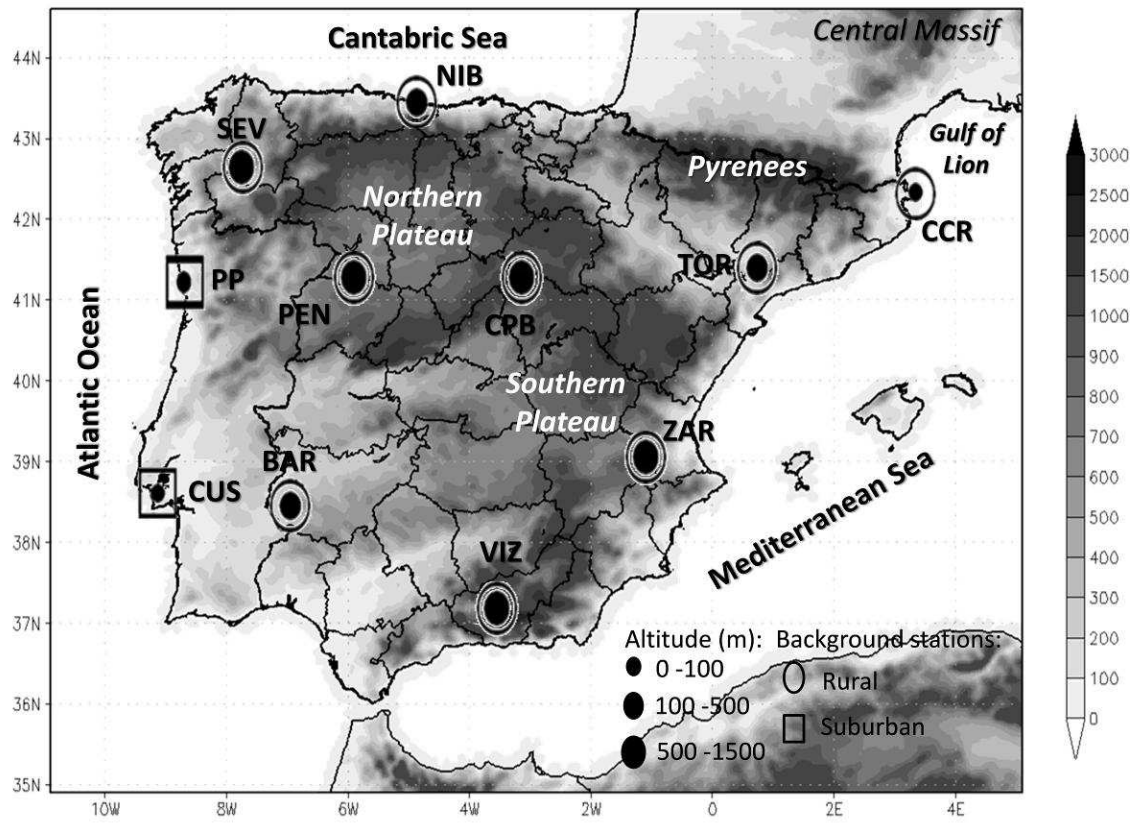 Central Massif
Cantabric Sea
NIB
44N
43N
42N
41N
40N
39N
38N
37N
36N
35N
SEV
Gulf of
Lion
Pyrenees
Northern
Plateau
CCR
PP
TOR
PEN
CPB
Atlantic Ocean
Southern
Plateau
ZAR
BAR
CUS
Mediterranean Sea
VIZ
Altitude (m):
0 -100
100 -500
500 -1500
Background stations:
Rural
Suburban
10W
8W
6W
4W
2W
0
2E
4E
3000
2500
2000
1500
1000
900
800
700
600
500
400
300
200
100
0